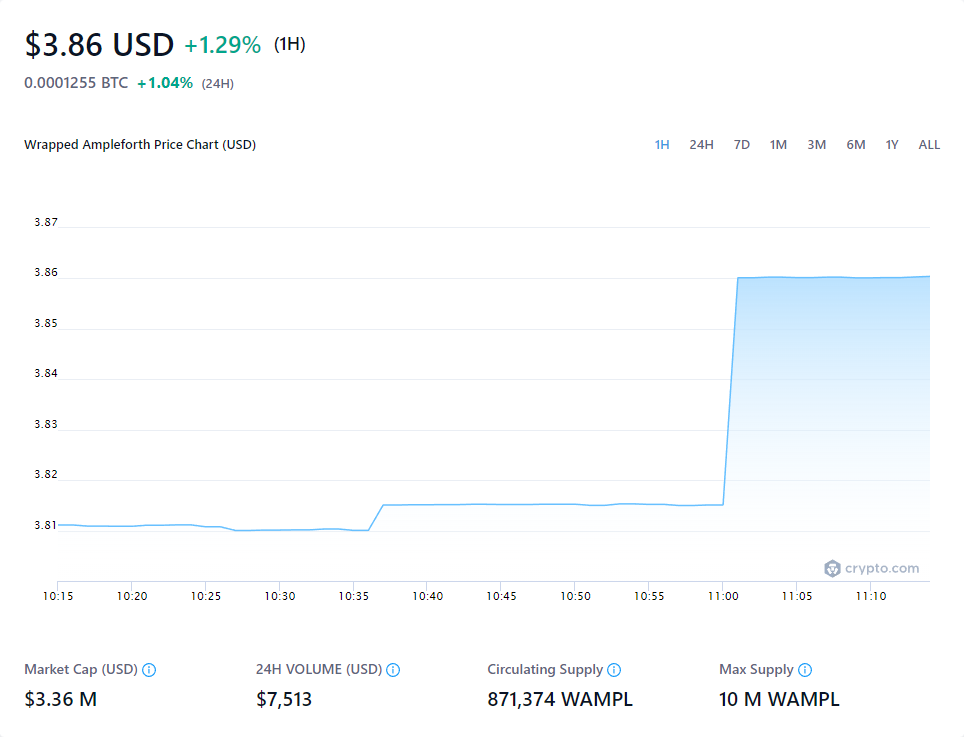 $3.86 USD +1.29% (1H)
0.0001255 BTC +1.04% (24H)
Wrapped Ampleforth Price Chart (USD)
1H 24H 7D 1M 3M 6M 1Y ALL
3.87
3.86
3.85
3.84
3.83
3.82
3.81
crypto.com
10:15 10:20 10:25 10:30 10:35 10:40 10:45 10:50 10:55 11:00 11:05 11:10
Market Cap (USD) 24H VOLUME (USD) Circulating Supply Max Supply
$3.36 M $7,513 871,374 WAMPL 10 M WAMPL